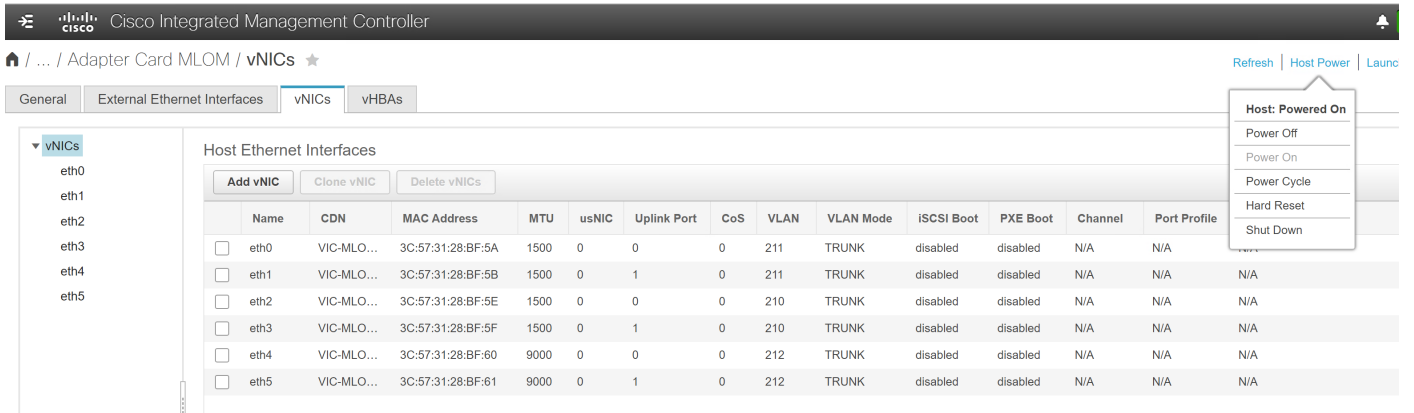 cisco Cisco Integrated Management Controller
/ ... / Adapter Card MLOM / vNICs
Refresh | Host Power | Launc
General External Ethernet Interfaces vNICs vHBAs
Host: Powered On
Power Off
Power On
Power Cycle
Hard Reset
Shut Down
vNICs
eth0
eth1
eth2
eth3
eth4
eth5
Host Ethernet Interfaces
Add vNIC Clone vNIC Delete vNICs
Name CDN MAC Address MTU usNIC Uplink Port CoS VLAN VLAN Mode iSCSI Boot PXE Boot Channel Port Profile
eth0 VIC-MLO... 3C:57:31:28:BF:5A 1500 0 0 0 211 TRUNK disabled disabled N/A N/A N/A
eth1 VIC-MLO... 3C:57:31:28:BF:5B 1500 0 1 0 211 TRUNK disabled disabled N/A N/A N/A
eth2 VIC-MLO... 3C:57:31:28:BF:5E 1500 0 0 0 210 TRUNK disabled disabled N/A N/A N/A
eth3 VIC-MLO... 3C:57:31:28:BF:5F 1500 0 1 0 210 TRUNK disabled disabled N/A N/A N/A
eth4 VIC-MLO... 3C:57:31:28:BF:60 9000 0 0 0 212 TRUNK disabled disabled N/A N/A N/A
eth5 VIC-MLO... 3C:57:31:28:BF:61 9000 0 1 0 212 TRUNK disabled disabled N/A N/A N/A